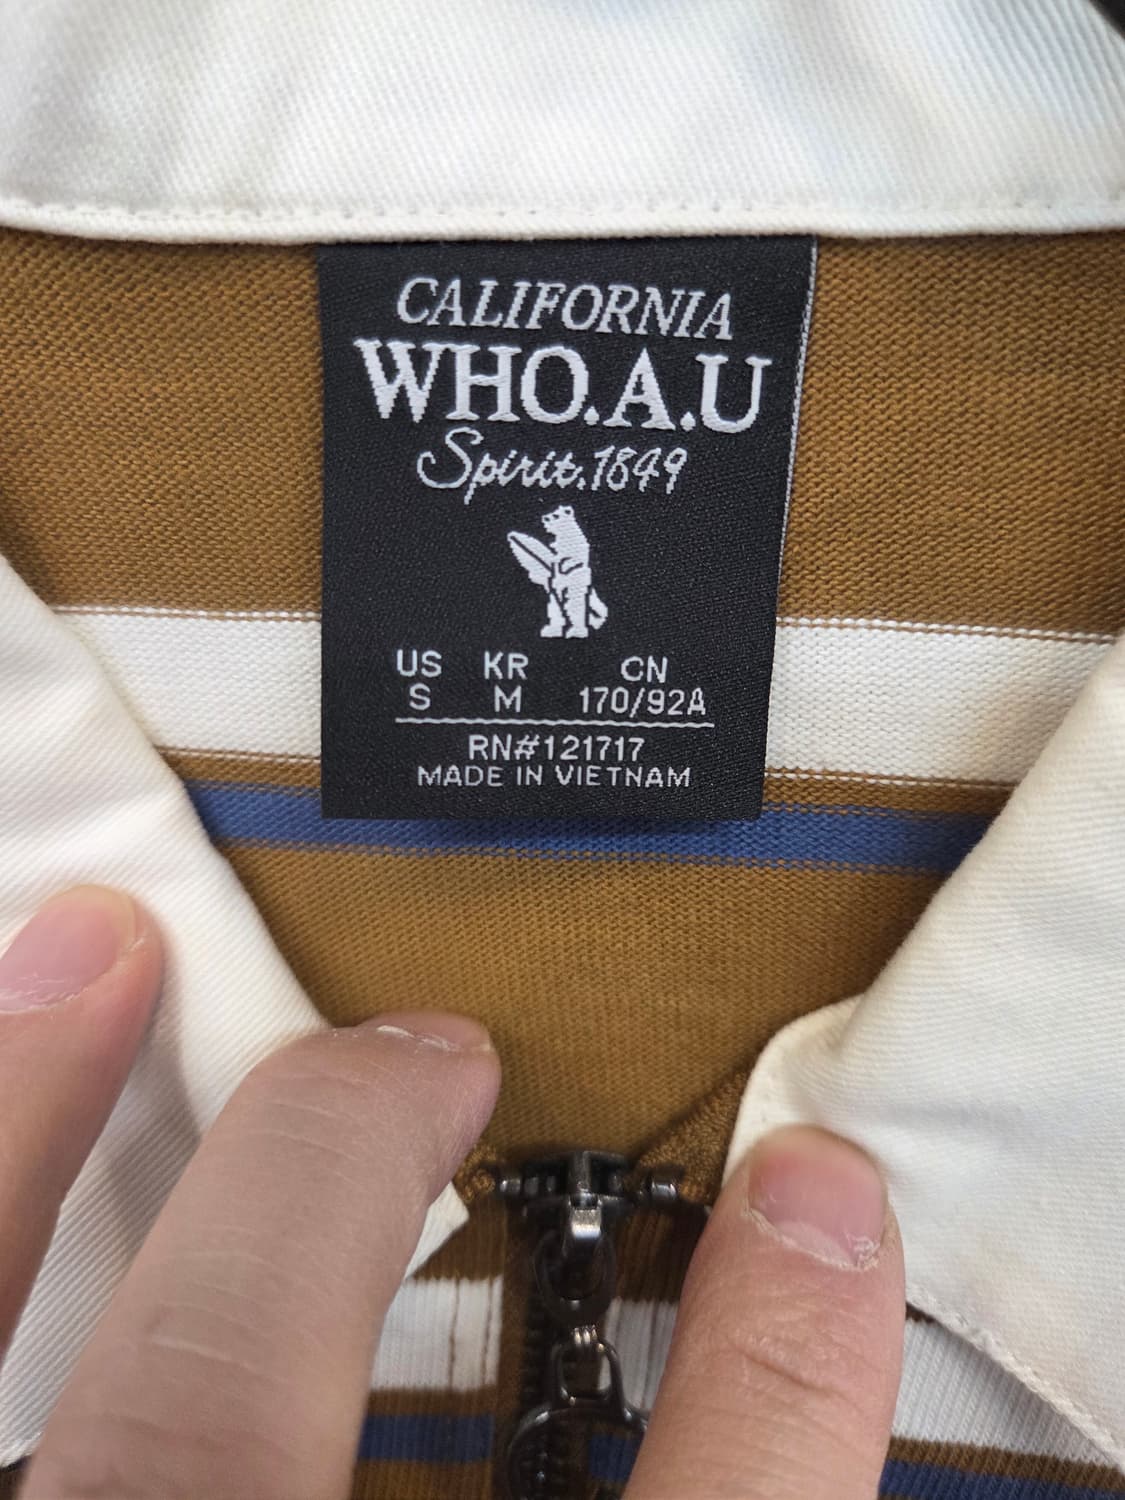 CALIFORNIA
WHO.A.U
Spirit.1849
US KR CN
S M 170/92A
RN#121717
MADE IN VIETNAM